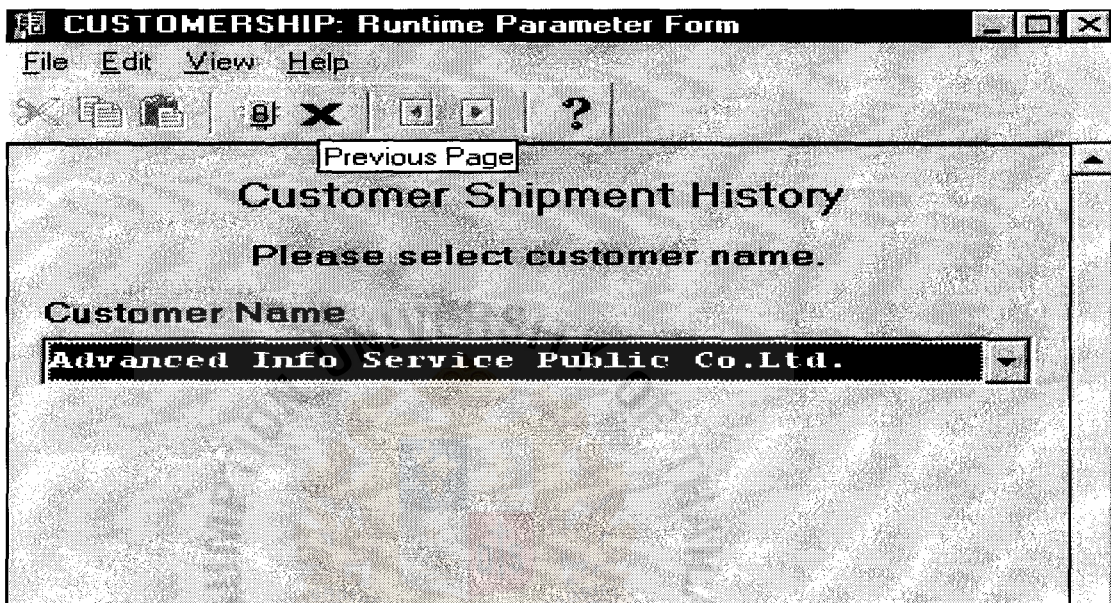 CUSTOMERSHIP: Runtime Parameter Form
File Edit View Help
?
Previous Page
Customer Shipment History
Please select customer name.
Customer Name
Advanced Info Service Public Co.Ltd.